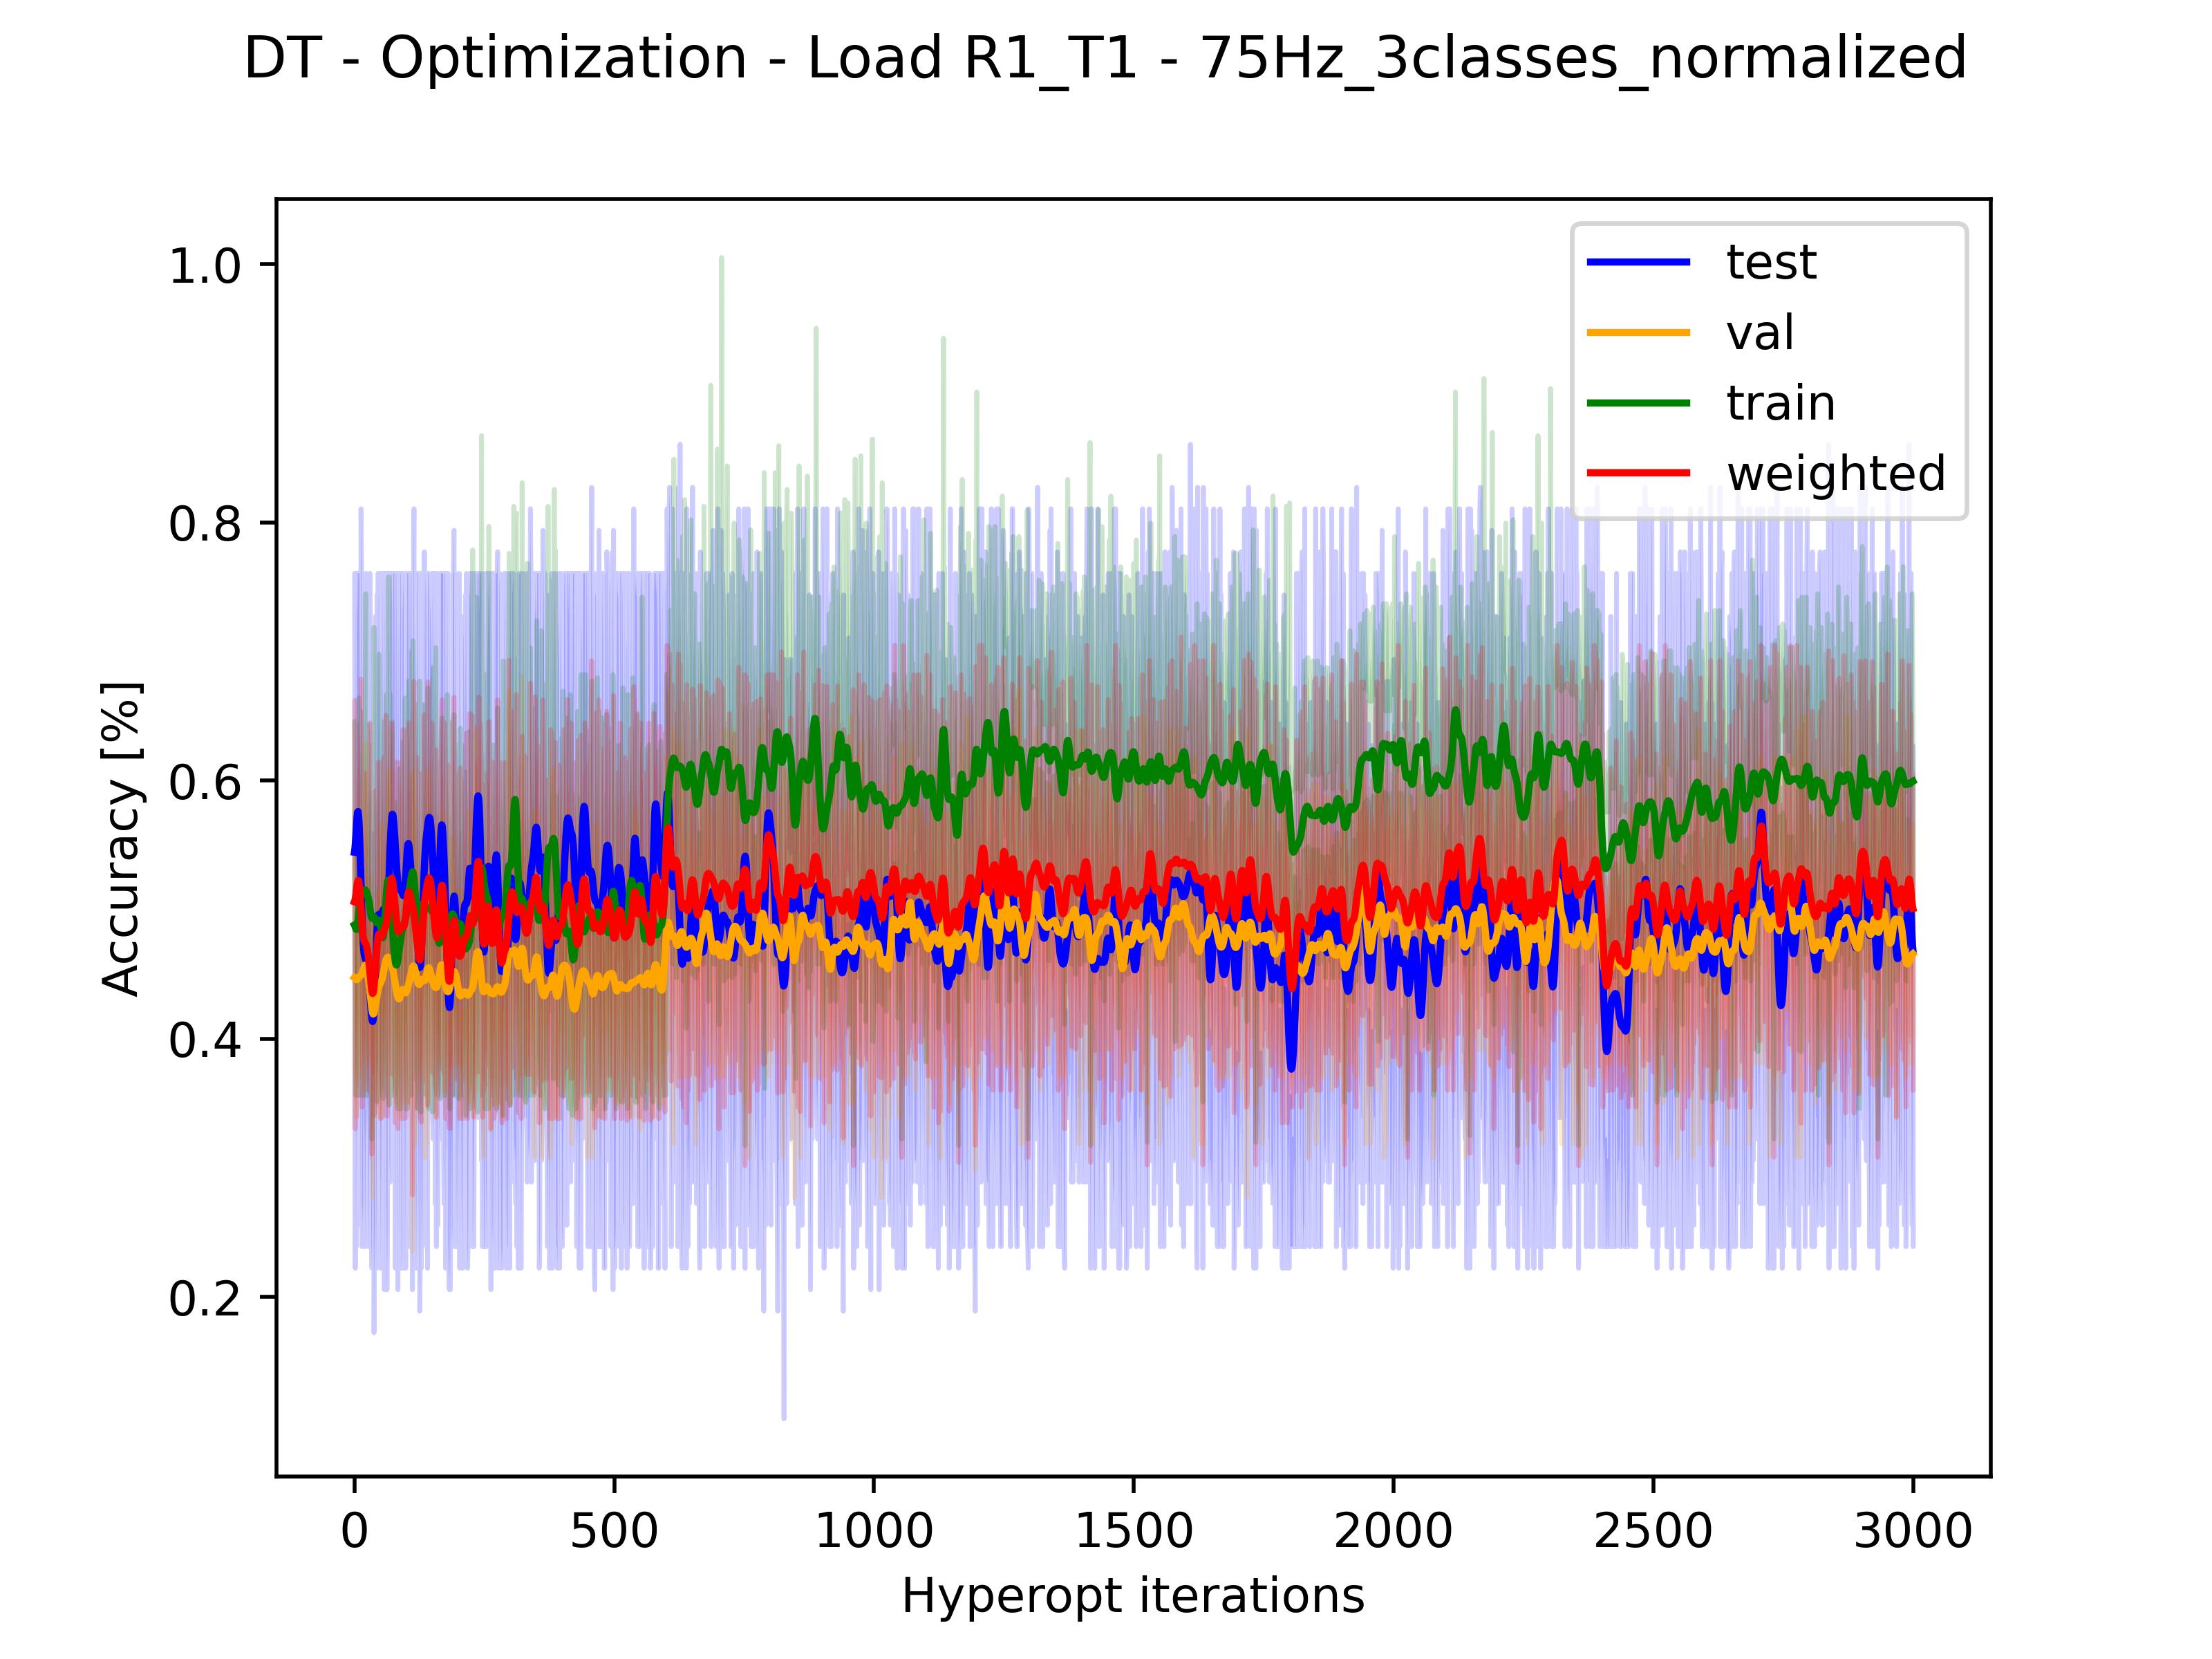 DT - Optimization - Load R1_T1 - 75Hz_3classes_normalized
1.0
0.8
0.6
0.4
0.2
Accuracy [%]
test
val
train
weighted
0 500 1000 1500 2000 2500 3000
Hyperopt iterations